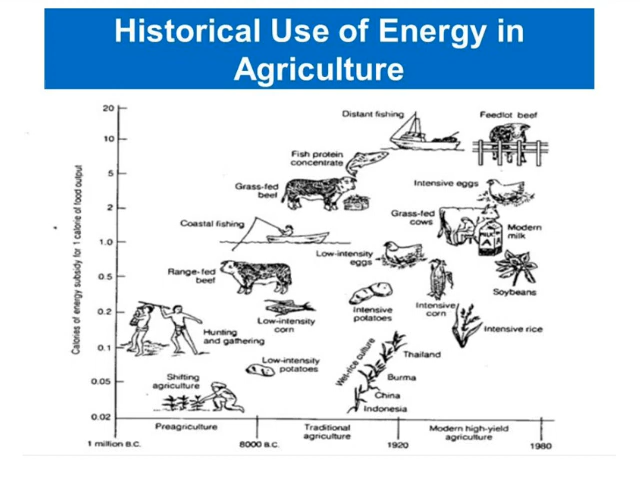 Historical Use of Energy in
Agriculture
Calories of energy subsidy for 1 calorie of food output
20
10
5
2
1.0
0.5
0.2
0.1
0.05
0.02
Distant fishing
Feedlot beef
Fish protein
concentrate
Grass-fed
beef
Intensive eggs
Grass-fed
cows
Coastal fishing
Modern
milk
MILK
Low-intensity
eggs
Range-fed
beef
Soybeans
Intensive
potatoes
Intensive
corn
Low-intensity
corn
Intensive rice
Hunting
and gathering
Low-intensity
potatoes
Wet-rice culture
Thailand
Burma
China
Indonesia
Shifting
agriculture
Preagriculture
Traditional
agriculture
Modern high-yield
agriculture
1 million B.C.
8000 B.C.
1920
1980